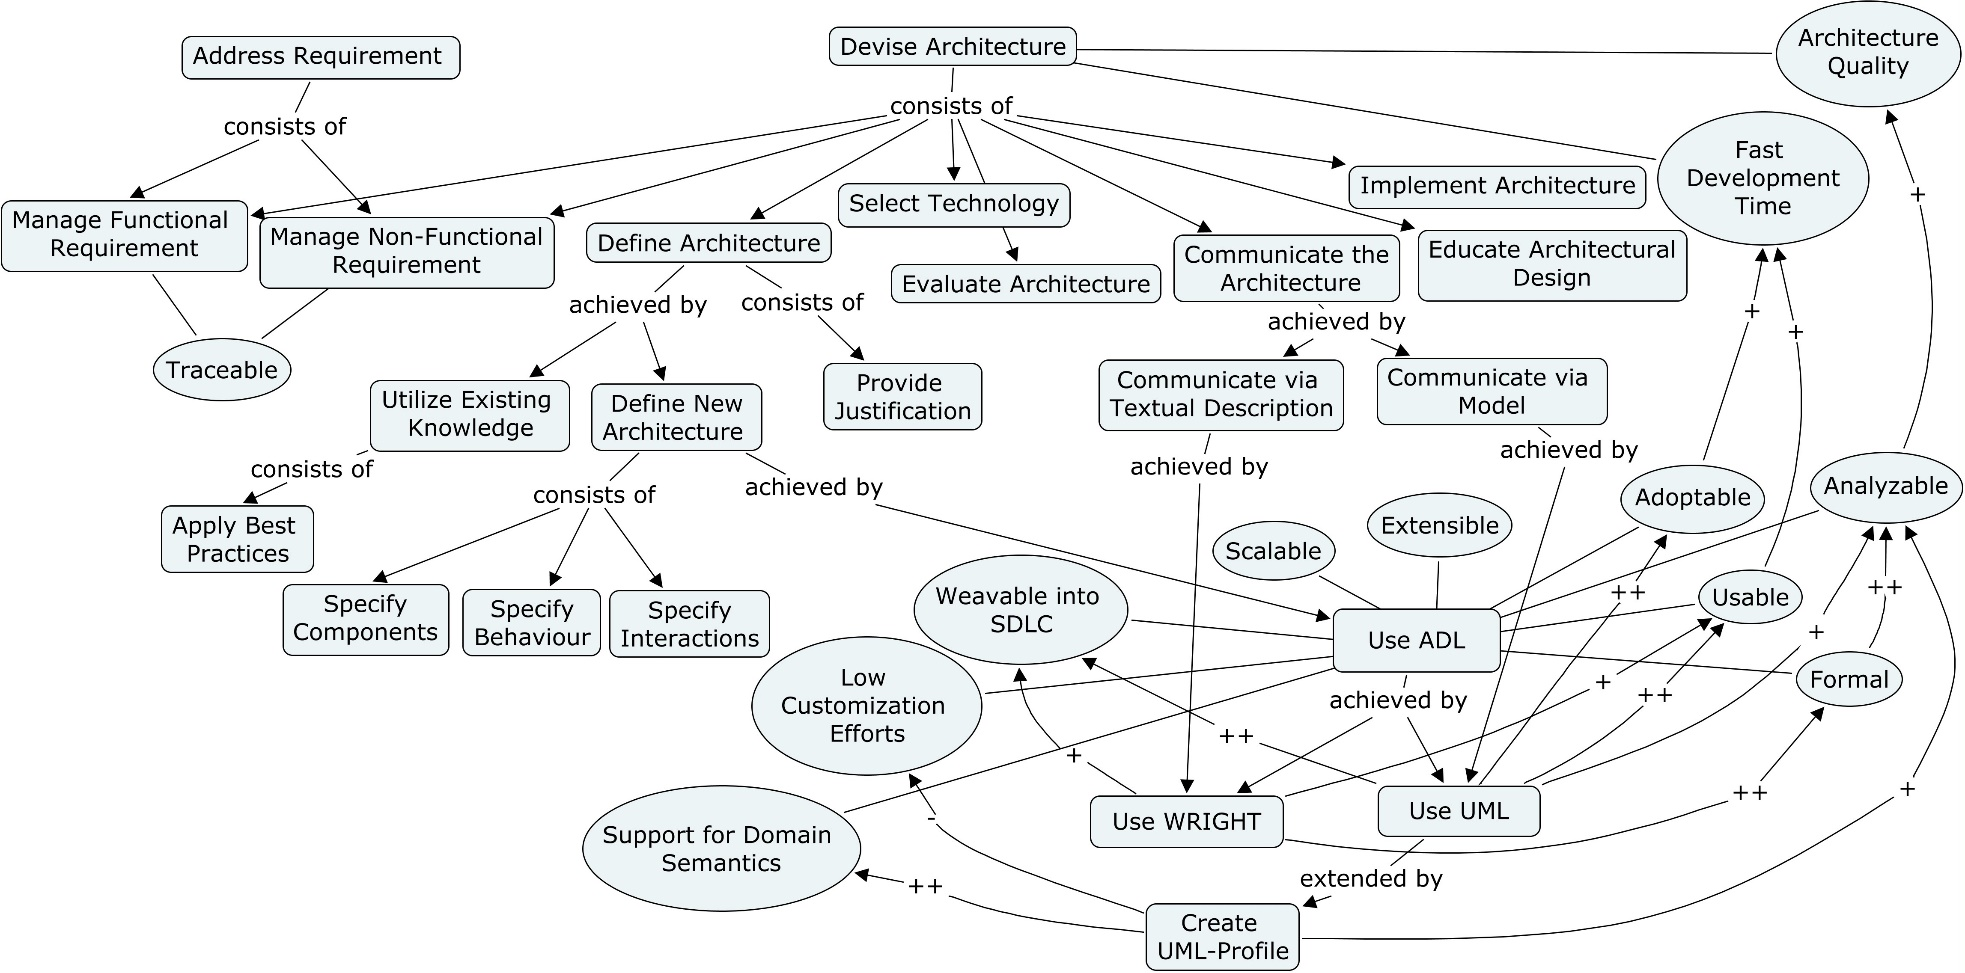 Address Requirement
Devise Architecture
Architecture
Quality
consists of
consists of
Fast
Development
Time
Implement Architecture
+
Select Technology
Manage Functional
Requirement
Manage Non-Functional
Requirement
Define Architecture
Evaluate Architecture
Communicate the
Architecture
Educate Architectural
Design
achieved by
consists of
achieved by
+
+
Traceable
Utilize Existing
Knowledge
Define New
Architecture
Provide
Justification
Communicate via
Textual Description
Communicate via
Model
consists of
consists of
achieved by
achieved by
achieved by
Apply Best
Practices
Scalable
Extensible
Adoptable
Analyzable
Specify
Components
Specify
Behaviour
Specify
Interactions
Weavable into
SDLC
Use ADL
++
Usable
++
+
Low
Customization
Efforts
achieved by
+
++
Formal
++
+
++
+
-
Support for Domain
Semantics
Use WRIGHT
Use UML
++
extended by
Create
UML-Profile